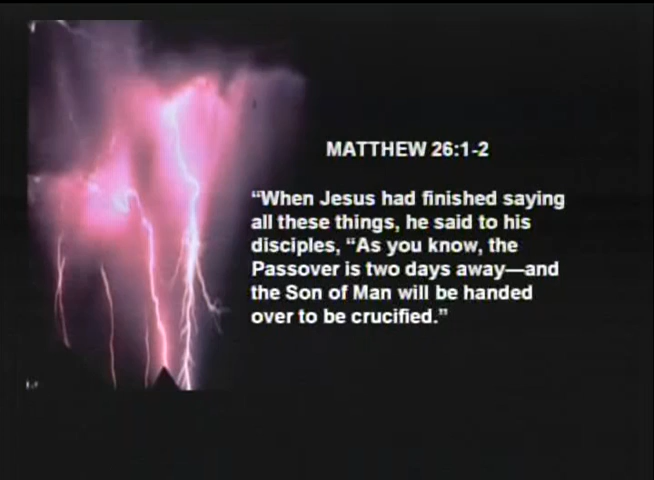 MATTHEW 26:1-2
“When Jesus had finished saying
all these things, he said to his
disciples, “As you know, the
Passover is two days away—and
the Son of Man will be handed
over to be crucified.”